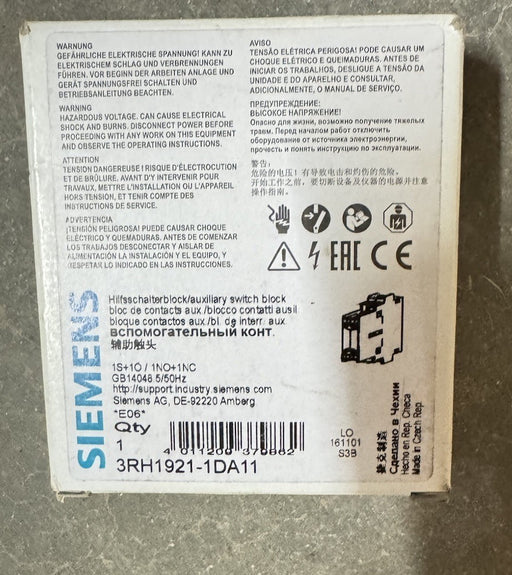 WARNUNG
GEFÄHRLICHE ELEKTRISCHE SPANNUNG! KANN ZU
ELEKTRISCHEM SCHLAG UND VERBRENNUNGEN
FÜHREN. VOR BEGINN DER ARBEITEN ANLAGE UND
GERÄT SPANNUNGSFREI SCHALTEN UND
BETRIEBSANLEITUNG BEACHTEN.
WARNING
HAZARDOUS VOLTAGE. CAN CAUSE ELECTRICAL
SHOCK AND BURNS. DISCONNECT POWER BEFORE
PROCEEDING WITH ANY WORK ON THIS EQUIPMENT
AND OBSERVE THE OPERATING INSTRUCTIONS.
ATTENTION
TENSION DANGEREUSE ! RISQUE D'ÉLECTROCUTION
ET DE BRÛLURE. AVANT D'Y INTERVENIR POUR
TRAVAUX, METTRE L'INSTALLATION OU L'APPAREIL
HORS TENSION, ET TENIR COMPTE DES
INSTRUCTIONS DE SERVICE.
ADVERTENCIA
¡TENSIÓN PELIGROSA! PUEDE CAUSAR CHOQUE
ELÉCTRICO Y QUEMADURAS. ANTES DE COMENZAR
LOS TRABAJOS DESCONECTAR Y AISLAR DE
ALIMENTACIÓN LA INSTALACIÓN Y EL EQUIPO, Y
RESPETAR LO INDICADO EN LAS INSTRUCCIONES.
AVISO
TENSÃO ELÉTRICA PERIGOSA! PODE CAUSAR UM
CHOQUE ELÉTRICO E QUEIMADURAS. ANTES DE
INICIAR OS TRABALHOS, DESLIGUE A TENSÃO DA
UNIDADE E DO APARELHO E CONSULTAR,
ADICIONALMENTE, O MANUAL DE SERVIÇO.
ПРЕДУПРЕЖДЕНИЕ:
ВЫСОКОЕ НАПРЯЖЕНИЕ!
Опасно для жизни, возможно получение тяжелых
травм. Перед началом работ отключить
оборудование от источника электроэнергии,
прочесть и понять инструкцию по эксплуатации.
警告:
危险的电压! 有导致电击和灼伤的危险。
开始工作之前, 要切断设备及仪器的电源并注意
操作指南。
EAC CE
SIEMENS
Hilfsschalterblock/auxiliary switch block
bloc de contacts aux./blocco contatti ausil
bloque contactos aux./bl. de interr. aux.
ВСПОМОГАТЕЛЬНЫЙ КОНТ.
辅助触头
1S+1Ö / 1NO+1NC
GB14048.5/50Hz
http://support.industry.siemens.com
Siemens AG, DE-92220 Amberg
*E06*
Qty
1
4 011209 379862
3RH1921-1DA11
LO
161101
S3B
捷克制造
Сделано в Чехии
Hecho en Rep. Checa
Made in Czech Rep.